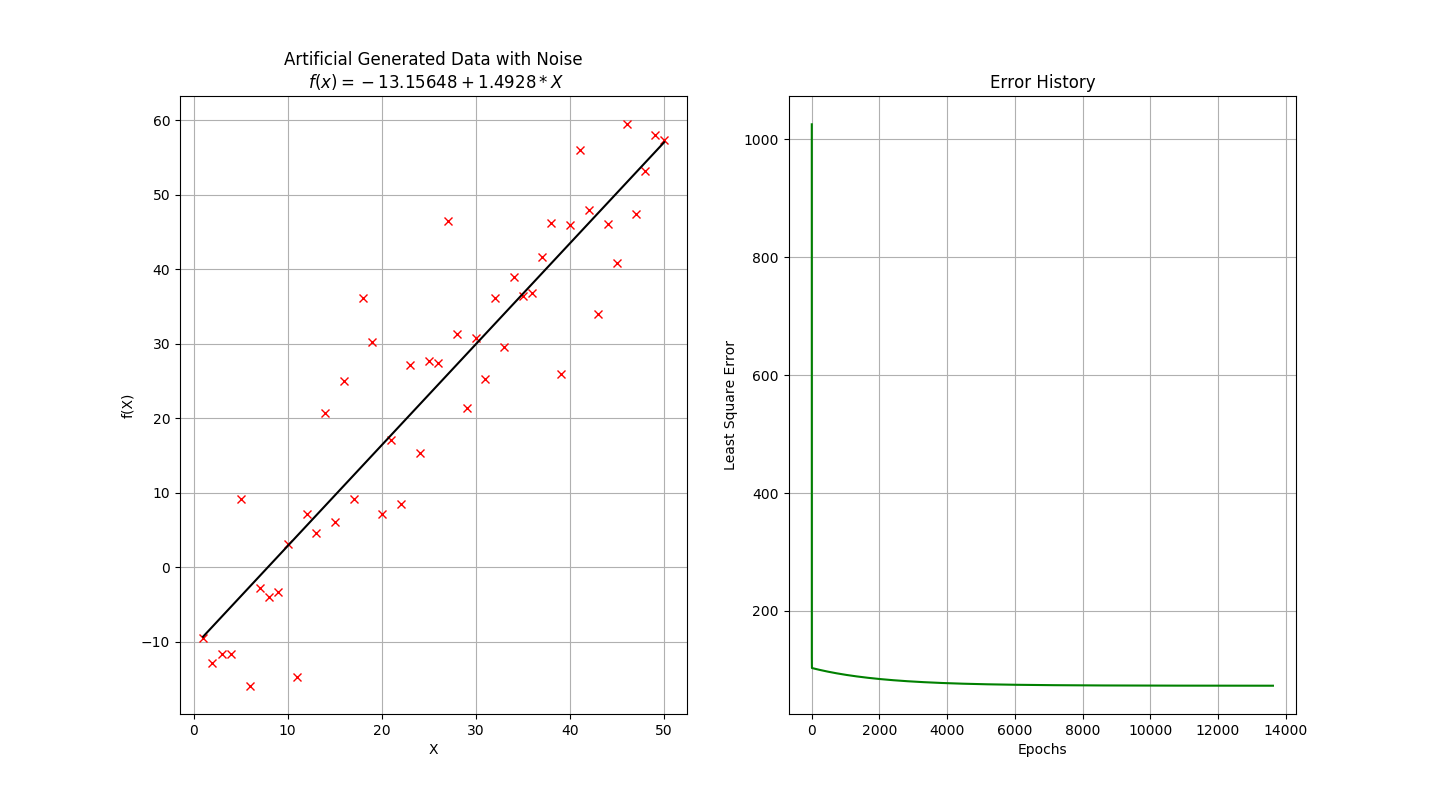 Artificial Generated Data with Noise
f(x) = − 13.15648 + 1.4928 * X
60
50
40
30
20
10
0
−10
f(X)
0 10 20 30 40 50
X
Error History
1000
800
600
400
200
Least Square Error
0 2000 4000 6000 8000 10000 12000 14000
Epochs